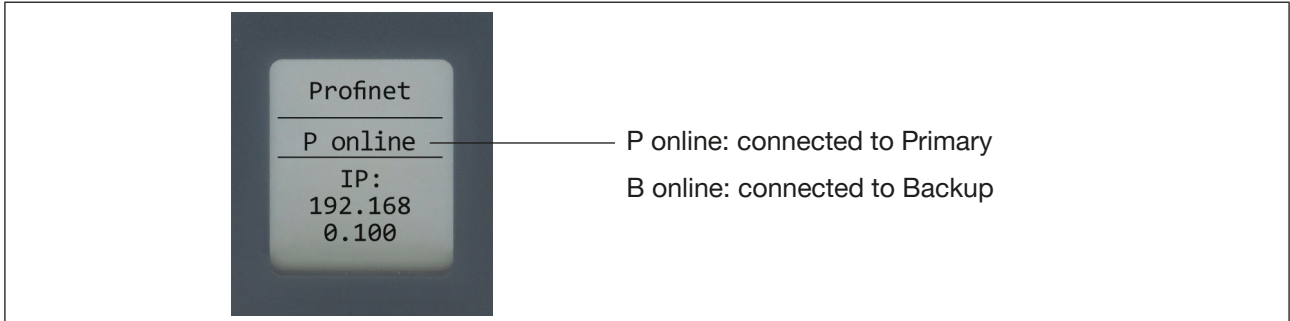 Profinet
P online
IP:
192.168
0.100
P online: connected to Primary
B online: connected to Backup